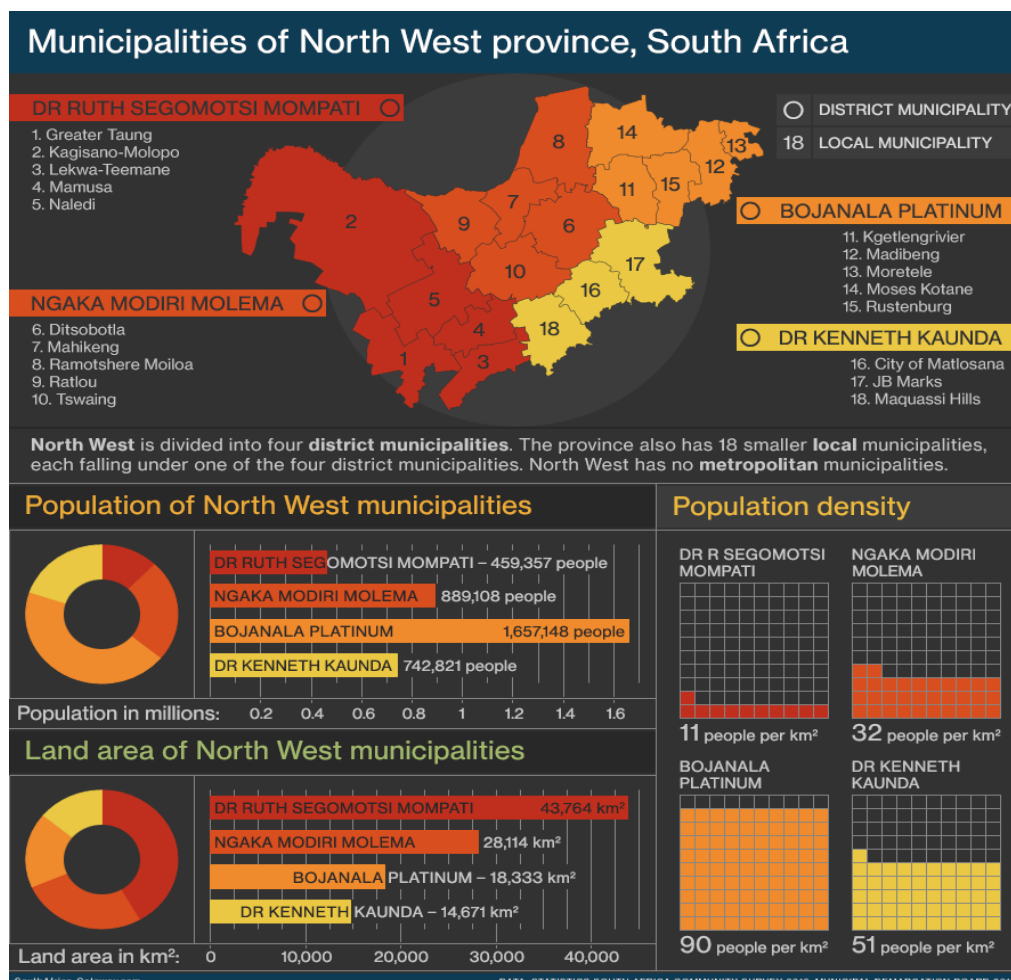 Municipalities of North West province, South Africa
DR RUTH SEGOMOTSI MOMPATI
1. Greater Taung
2. Kagisano-Molopo
3. Lekwa-Teemane
4. Mamusa
5. Naledi
NGAKA MODIRI MOLEMA
6. Ditsobotla
7. Mahikeng
8. Ramotshere Moiloa
9. Ratlou
10. Tswaing
8
14
13
12
11
15
7
2
9
6
17
10
16
5
18
4
1
3
DISTRICT MUNICIPALITY
18 LOCAL MUNICIPALITY
BOJANALA PLATINUM
11. Kgetlengrivier
12. Madibeng
13. Moretele
14. Moses Kotane
15. Rustenburg
DR KENNETH KAUNDA
16. City of Matlosana
17. JB Marks
18. Maquassi Hills
North West is divided into four district municipalities. The province also has 18 smaller local municipalities,
each falling under one of the four district municipalities. North West has no metropolitan municipalities.
Population of North West municipalities
DR RUTH SEGOMOTSI MOMPATI – 459,357 people
NGAKA MODIRI MOLEMA 889,108 people
BOJANALA PLATINUM 1,657,148 people
DR KENNETH KAUNDA 742,821 people
Population in millions: 0.2 0.4 0.6 0.8 1 1.2 1.4 1.6
Land area of North West municipalities
DR RUTH SEGOMOTSI MOMPATI 43,764 km²
NGAKA MODIRI MOLEMA 28,114 km²
BOJANALA PLATINUM – 18,333 km²
DR KENNETH KAUNDA – 14,671 km²
Land area in km²: 0 10,000 20,000 30,000 40,000
Population density
DR R SEGOMOTSI
MOMPATI
11 people per km²
NGAKA MODIRI
MOLEMA
32 people per km²
BOJANALA
PLATINUM
90 people per km²
DR KENNETH
KAUNDA
51 people per km²